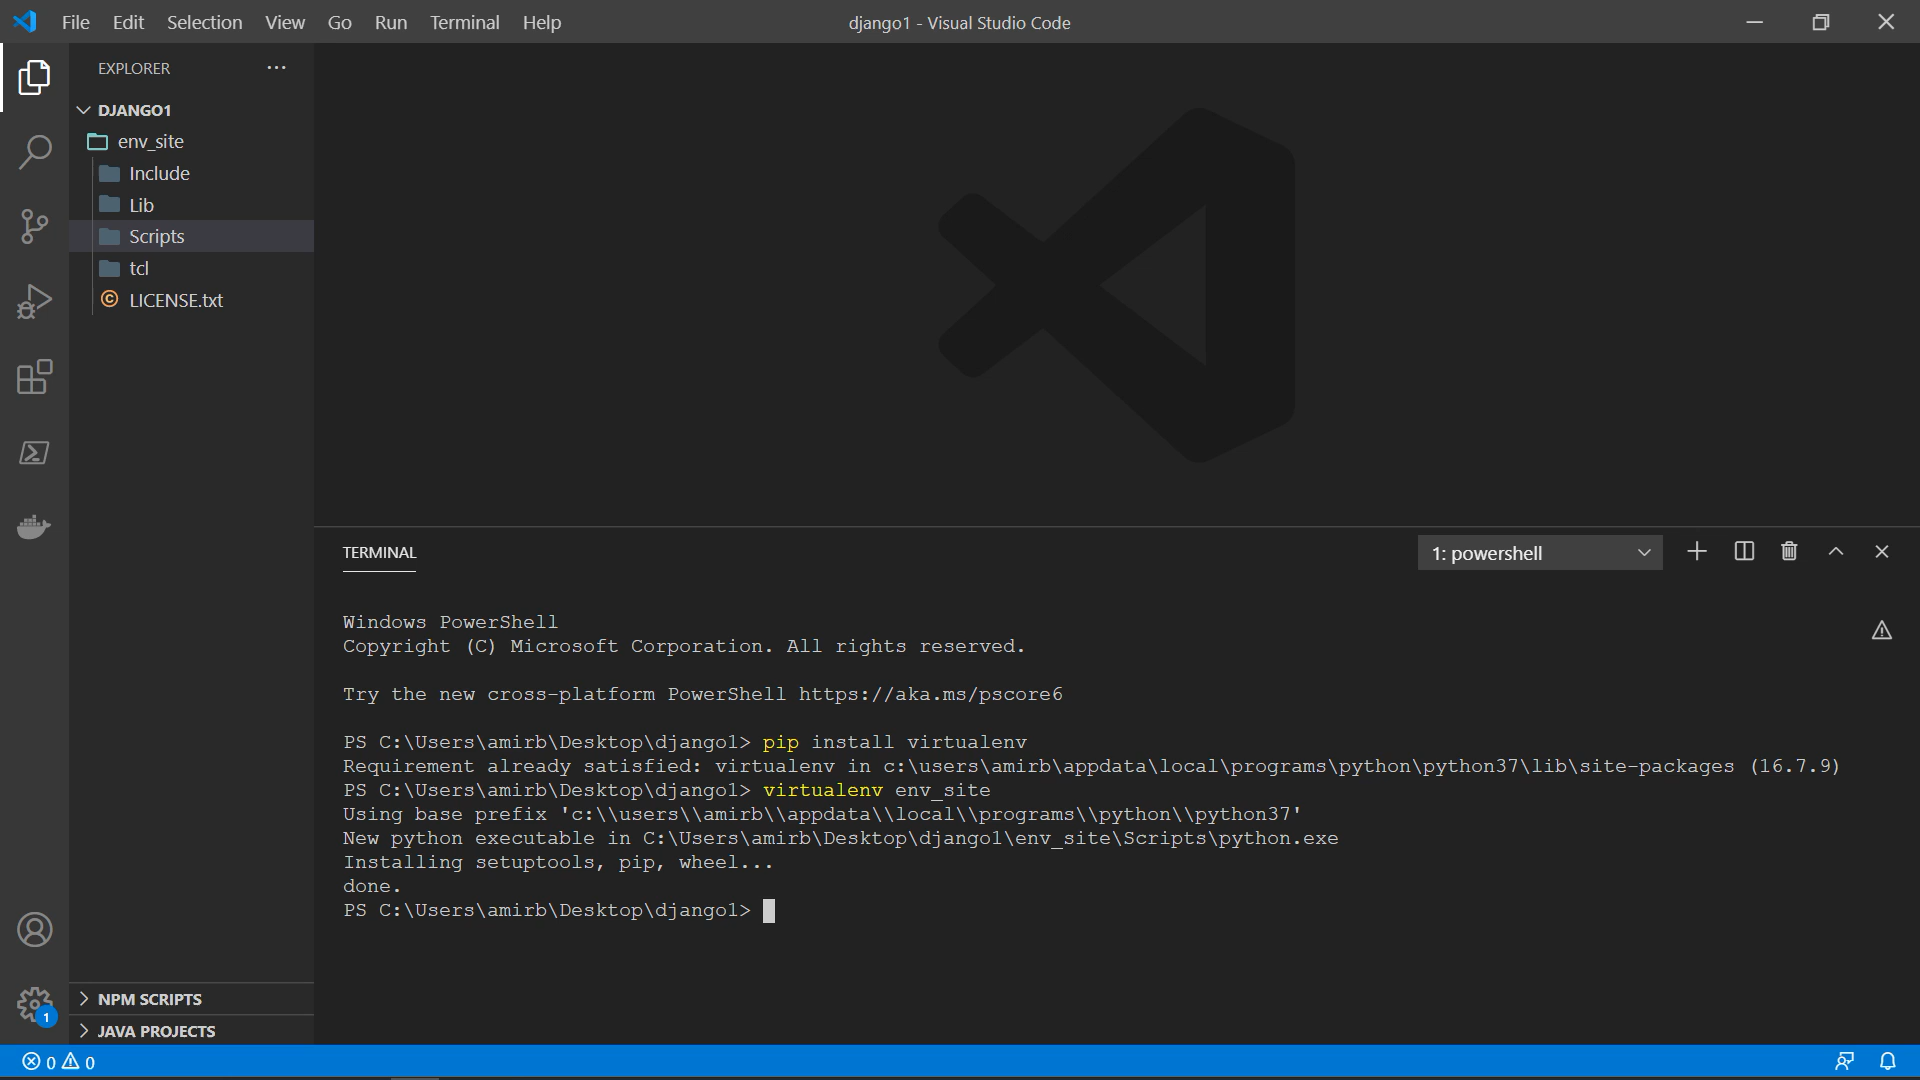 File Edit Selection View Go Run Terminal Help
django1 - Visual Studio Code
EXPLORER
DJANGO1
env_site
Include
Lib
Scripts
tcl
LICENSE.txt
TERMINAL
1: powershell
Windows PowerShell
Copyright (C) Microsoft Corporation. All rights reserved.
Try the new cross-platform PowerShell https://aka.ms/pscore6
PS C:\Users\amirb\Desktop\django1> pip install virtualenv
Requirement already satisfied: virtualenv in c:\users\amirb\appdata\local\programs\python\python37\lib\site-packages (16.7.9)
PS C:\Users\amirb\Desktop\django1> virtualenv env_site
Using base prefix 'c:\\users\\amirb\\appdata\\local\\programs\\python\\python37'
New python executable in C:\Users\amirb\Desktop\django1\env_site\Scripts\python.exe
Installing setuptools, pip, wheel...
done.
PS C:\Users\amirb\Desktop\django1>
NPM SCRIPTS
1
JAVA PROJECTS
0 0